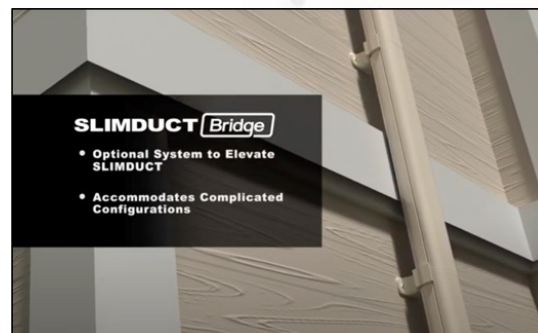 SLIMDUCT Bridge
• Optional System to Elevate
SLIMDUCT
• Accommodates Complicated
Configurations